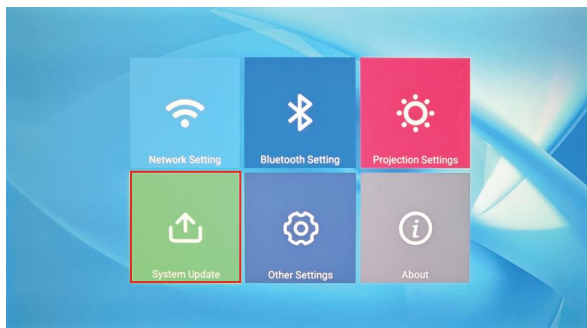 Network Setting
Bluetooth Setting
Projection Settings
System Update
Other Settings
About